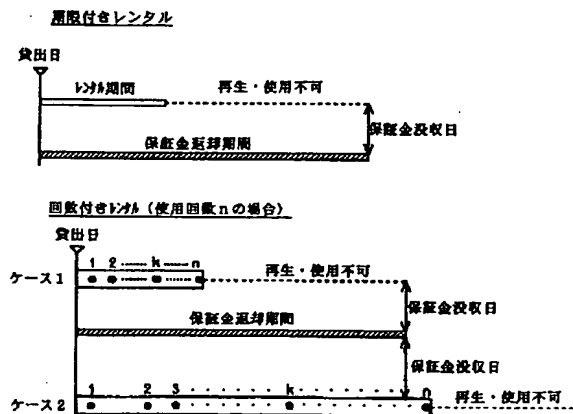 期限付きレンタル
貸出日
レンタル期間
再生・使用不可
保証金没収日
保証金返却期間
回数付きレンタル（使用回数nの場合）
貸出日
ケース1
1 2 ...... k ...... n
再生・使用不可
保証金没収日
保証金返却期間
保証金没収日
ケース2
1 2 3 . . . . . . k . . . . . . n
再生・使用不可